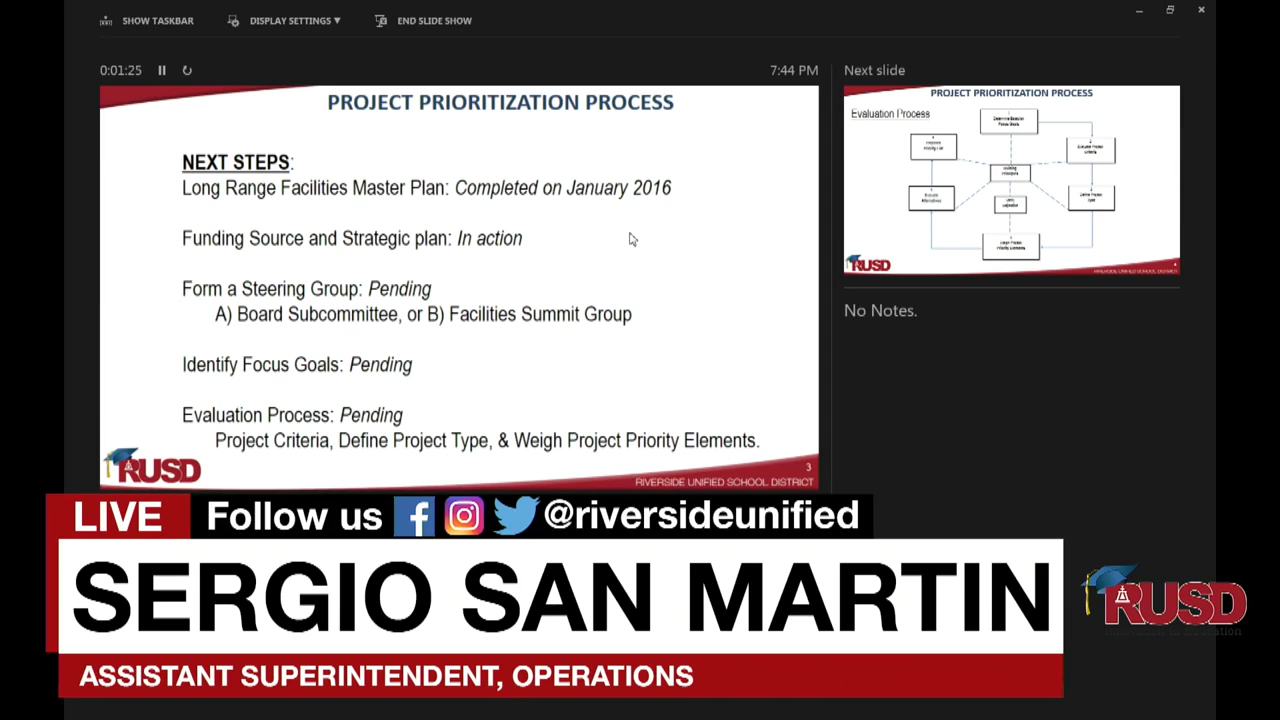 SHOW TASKBAR
DISPLAY SETTINGS ▼
END SLIDE SHOW
0:01:25
7:44 PM
Next slide
PROJECT PRIORITIZATION PROCESS
NEXT STEPS:
Long Range Facilities Master Plan: Completed on January 2016
Funding Source and Strategic plan: In action
Form a Steering Group: Pending
A) Board Subcommittee, or B) Facilities Summit Group
Identify Focus Goals: Pending
Evaluation Process: Pending
Project Criteria, Define Project Type, & Weigh Project Priority Elements.
RUSD
3
RIVERSIDE UNIFIED SCHOOL DISTRICT
PROJECT PRIORITIZATION PROCESS
Evaluation Process
RUSD
RIVERSIDE UNIFIED SCHOOL DISTRICT
No Notes.
LIVE
Follow us @riversideunified
SERGIO SAN MARTIN
ASSISTANT SUPERINTENDENT, OPERATIONS
RUSD